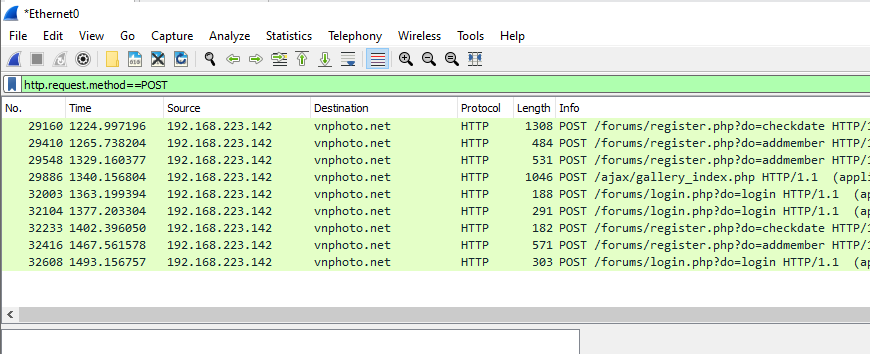 *Ethernet0
File Edit View Go Capture Analyze Statistics Telephony Wireless Tools Help
http.request.method==POST
No. Time Source Destination Protocol Length Info
29160 1224.997196 192.168.223.142 vnphoto.net HTTP 1308 POST /forums/register.php?do=checkdate HTTP/1
29410 1265.738204 192.168.223.142 vnphoto.net HTTP 484 POST /forums/register.php?do=addmember HTTP/1
29548 1329.160377 192.168.223.142 vnphoto.net HTTP 531 POST /forums/register.php?do=addmember HTTP/1
29886 1340.156804 192.168.223.142 vnphoto.net HTTP 1046 POST /ajax/gallery_index.php HTTP/1.1 (appli
32003 1363.199394 192.168.223.142 vnphoto.net HTTP 188 POST /forums/login.php?do=login HTTP/1.1 (ap
32104 1377.203304 192.168.223.142 vnphoto.net HTTP 291 POST /forums/login.php?do=login HTTP/1.1 (ap
32233 1402.396050 192.168.223.142 vnphoto.net HTTP 182 POST /forums/register.php?do=checkdate HTTP/1
32416 1467.561578 192.168.223.142 vnphoto.net HTTP 571 POST /forums/register.php?do=addmember HTTP/1
32608 1493.156757 192.168.223.142 vnphoto.net HTTP 303 POST /forums/login.php?do=login HTTP/1.1 (ap